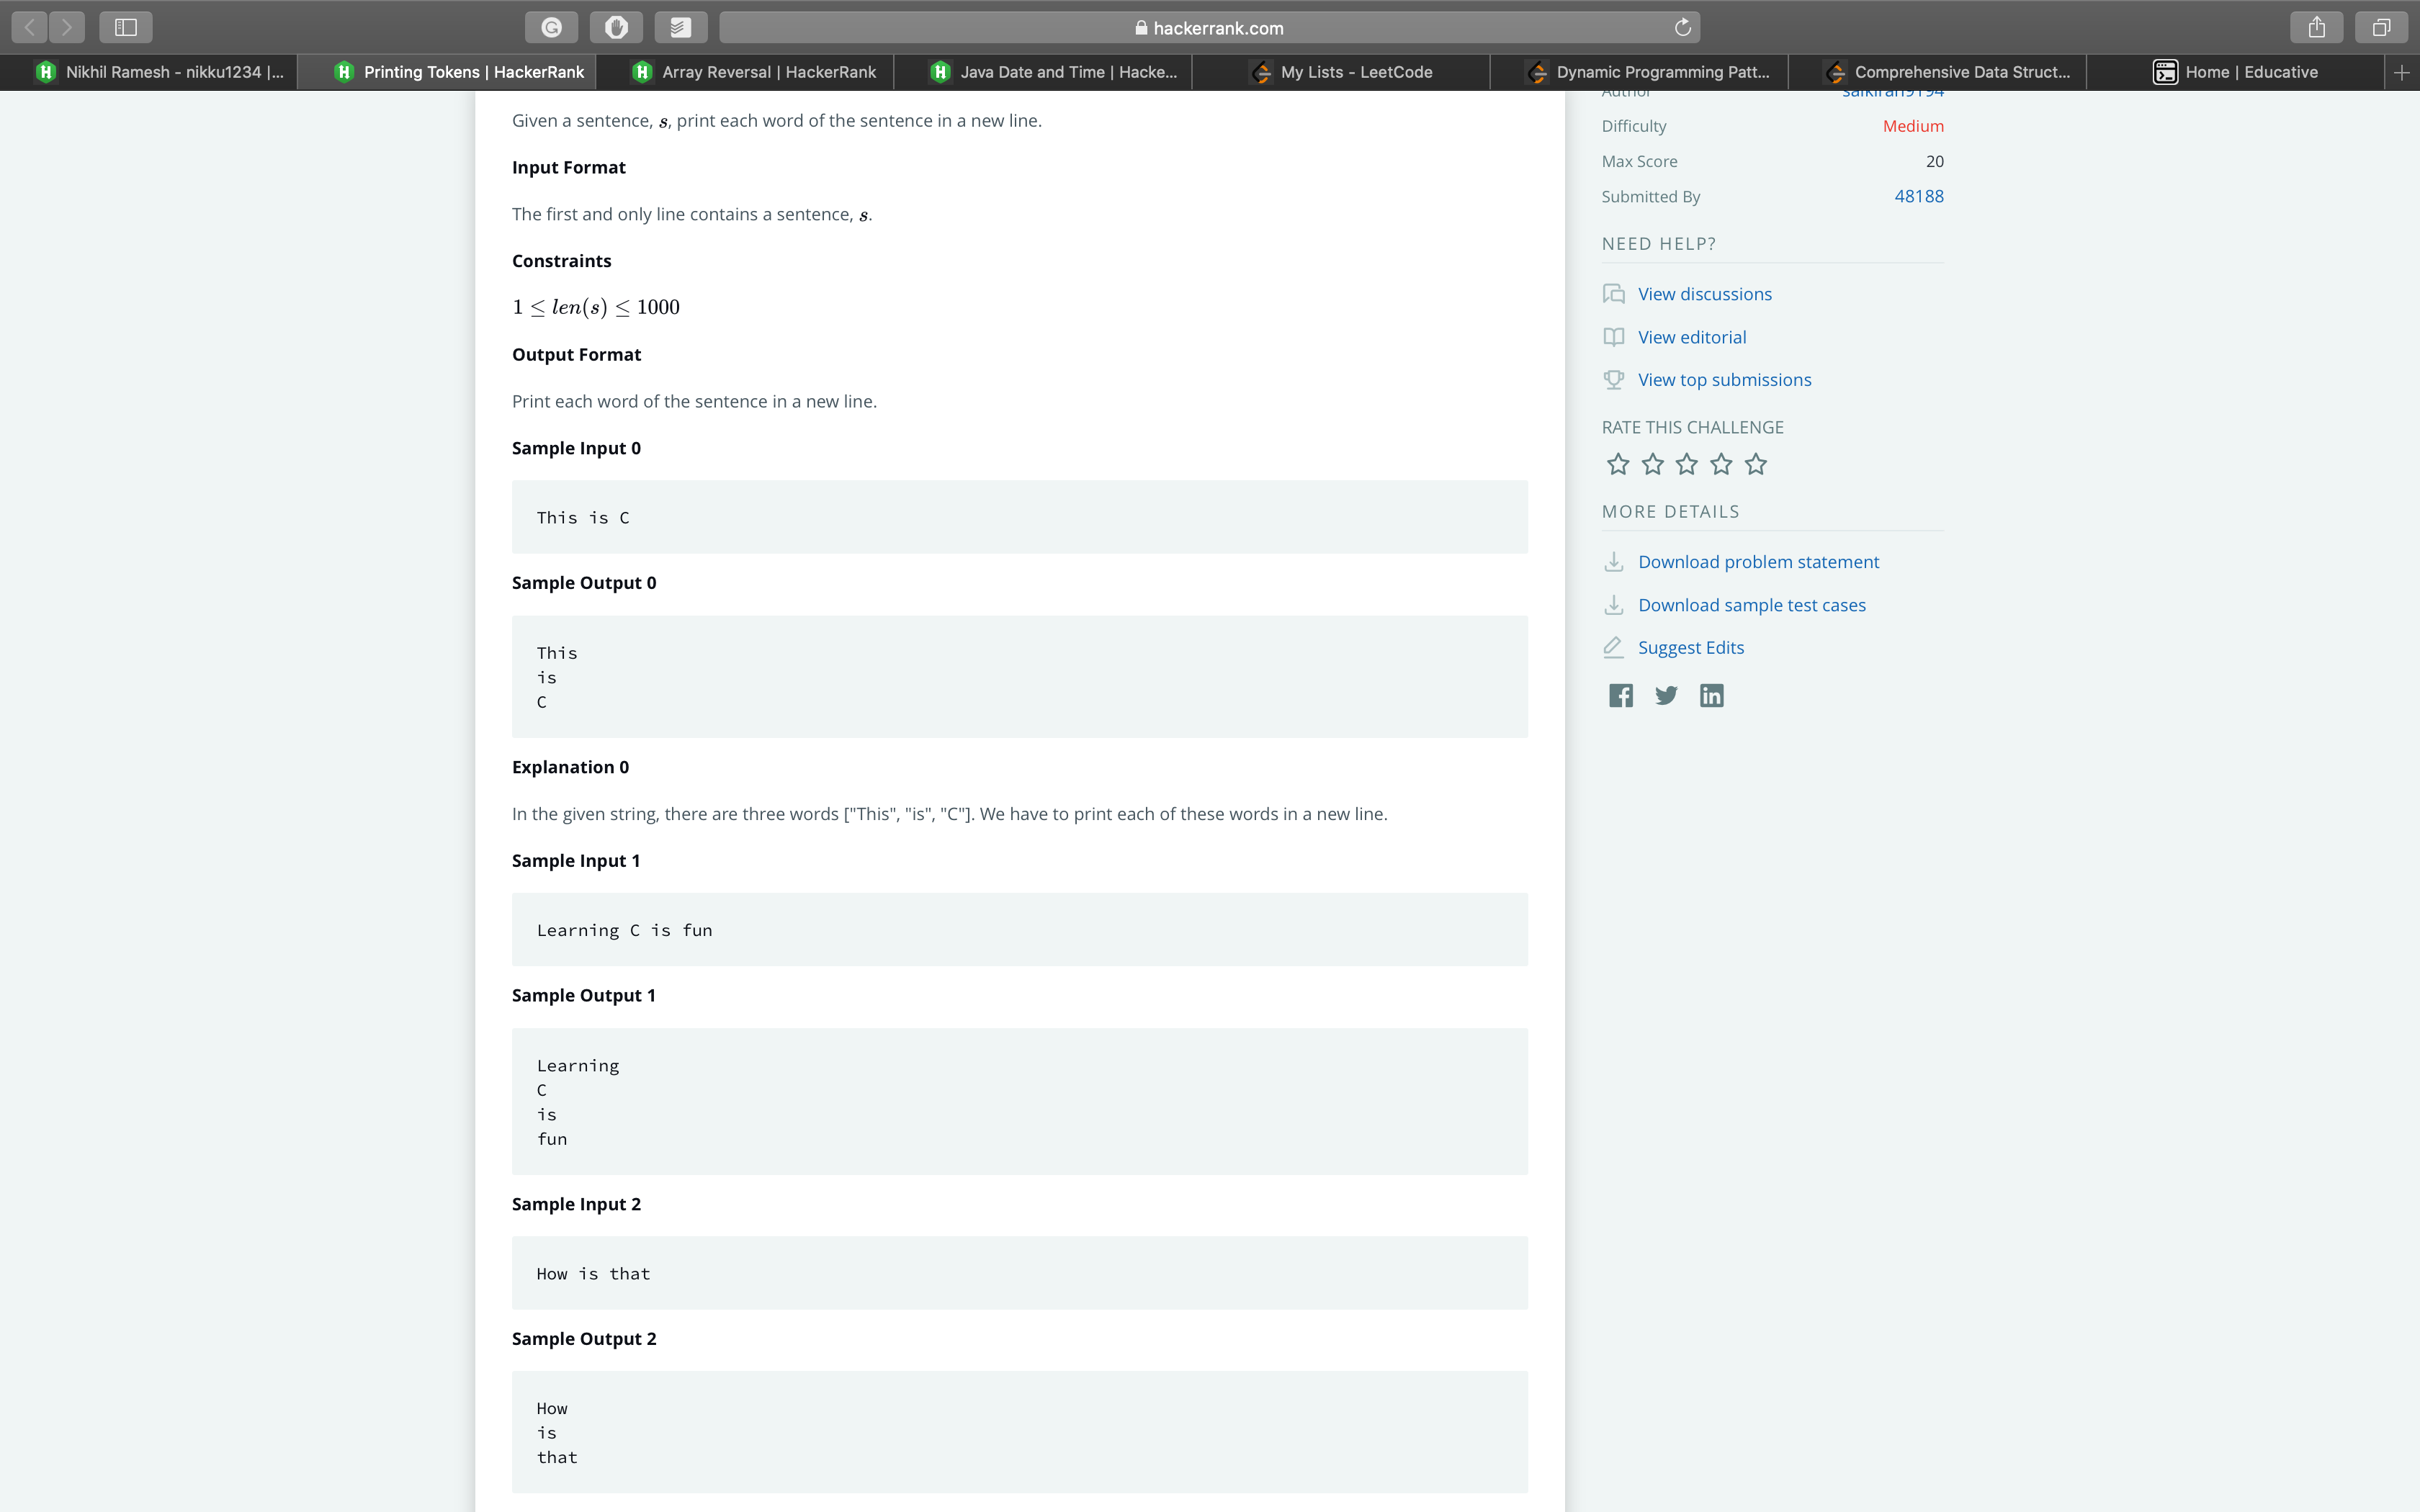 hackerrank.com
Nikhil Ramesh - nikku1234 |...
Printing Tokens | HackerRank
Array Reversal | HackerRank
Java Date and Time | Hacke...
My Lists - LeetCode
Dynamic Programming Patt...
Comprehensive Data Struct...
Home | Educative
Given a sentence, s, print each word of the sentence in a new line.
Input Format
The first and only line contains a sentence, s.
Constraints
1 ≤ len(s) ≤ 1000
Output Format
Print each word of the sentence in a new line.
Sample Input 0
This is C
Sample Output 0
This
is
C
Explanation 0
In the given string, there are three words ["This", "is", "C"]. We have to print each of these words in a new line.
Sample Input 1
Learning C is fun
Sample Output 1
Learning
C
is
fun
Sample Input 2
How is that
Sample Output 2
How
is
that
Author
saikiran9194
Difficulty
Medium
Max Score
20
Submitted By
48188
NEED HELP?
View discussions
View editorial
View top submissions
RATE THIS CHALLENGE
MORE DETAILS
Download problem statement
Download sample test cases
Suggest Edits